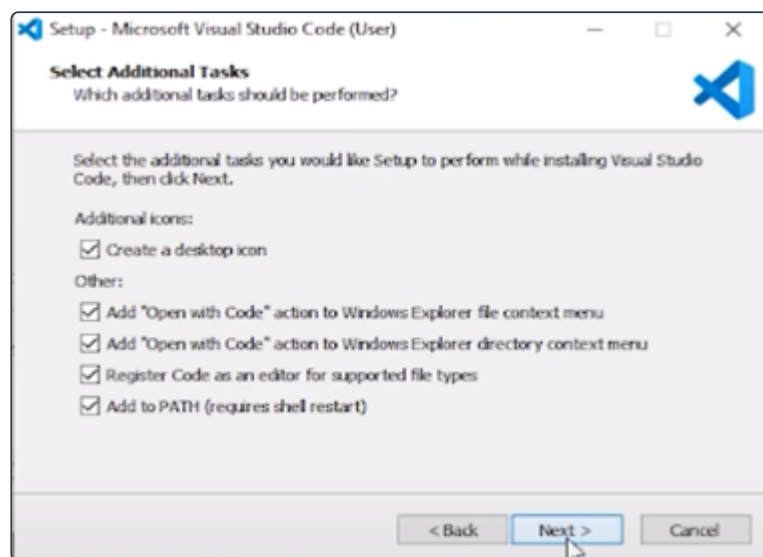 Setup - Microsoft Visual Studio Code (User)
Select Additional Tasks
Which additional tasks should be performed?
Select the additional tasks you would like Setup to perform while installing Visual Studio
Code, then click Next.
Additional icons:
Create a desktop icon
Other:
Add "Open with Code" action to Windows Explorer file context menu
Add "Open with Code" action to Windows Explorer directory context menu
Register Code as an editor for supported file types
Add to PATH (requires shell restart)
< Back Next > Cancel